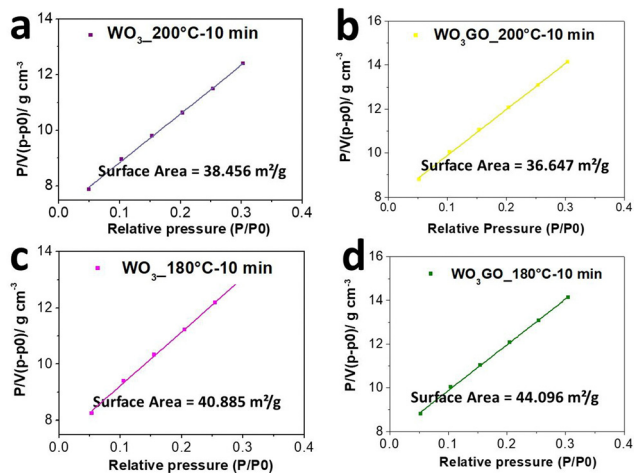 a
WO₃_200°C-10 min
P/V(p-p0)/ g cm⁻³
12
10
8
Surface Area = 38.456 m²/g
0.0 0.1 0.2 0.3 0.4
Relative pressure (P/P0)
b
WO₃GO_200°C-10 min
P/V(p-p0)/ g cm⁻³
16
14
12
10
8
Surface Area = 36.647 m²/g
0.0 0.1 0.2 0.3 0.4
Relative Pressure (P/P0)
c
WO₃_180°C-10 min
P/V(p-p0)/ g cm⁻³
14
12
10
8
Surface Area = 40.885 m²/g
0.0 0.1 0.2 0.3 0.4
Relative pressure (P/P0)
d
WO₃GO_180°C-10 min
P/V(p-p0)/ g cm⁻³
16
14
12
10
8
Surface Area = 44.096 m²/g
0.0 0.1 0.2 0.3 0.4
Relative pressure (P/P0)